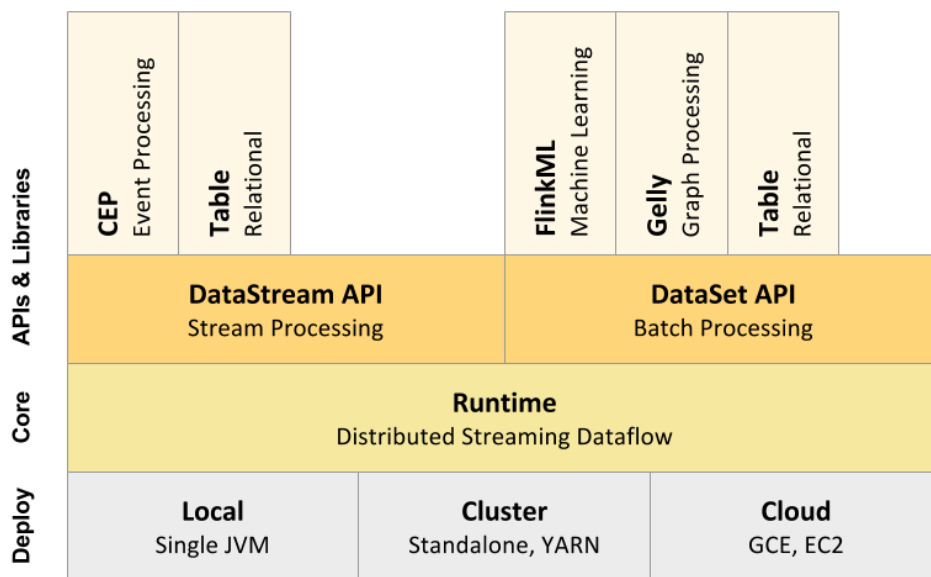 APIs & Libraries
CEP
Event Processing
Table
Relational
FlinkML
Machine Learning
Gelly
Graph Processing
Table
Relational
DataStream API
Stream Processing
DataSet API
Batch Processing
Core
Runtime
Distributed Streaming Dataflow
Deploy
Local
Single JVM
Cluster
Standalone, YARN
Cloud
GCE, EC2